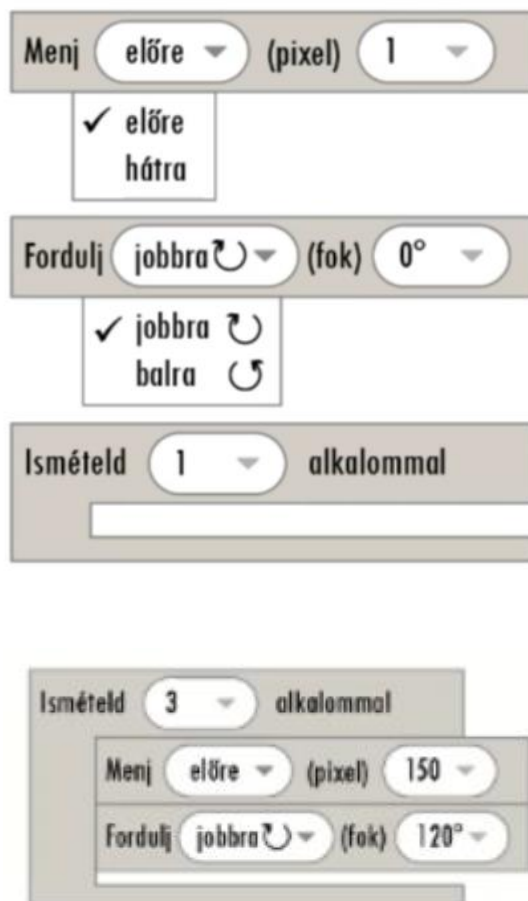 Menj előre (pixel) 1
✓ előre
hátra
Fordulj jobbra (fok) 0°
✓ jobbra
balra
Ismételd 1 alkalommal
Ismételd 3 alkalommal
Menj előre (pixel) 150
Fordulj jobbra (fok) 120°